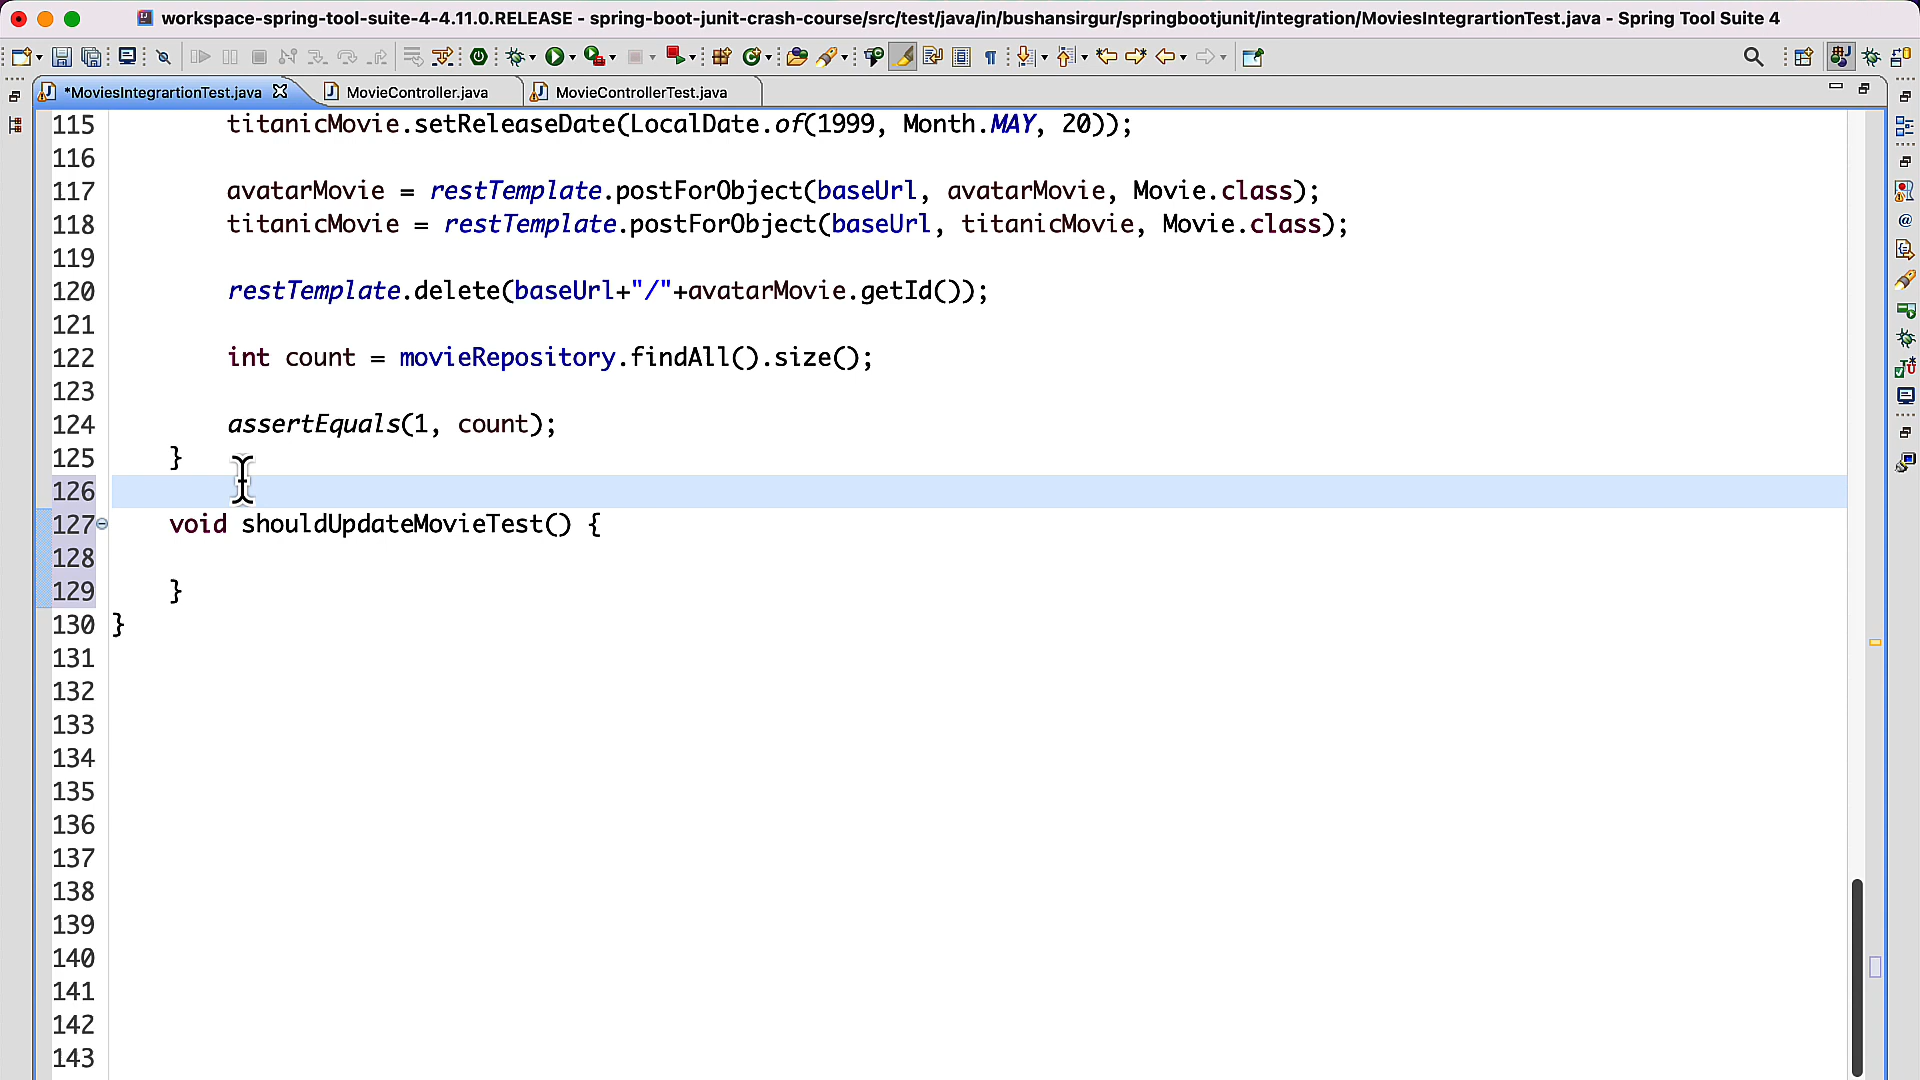 workspace-spring-tool-suite-4-4.11.0.RELEASE - spring-boot-junit-crash-course/src/test/java/in/bushansirgur/springbootjunit/integration/MoviesIntegrartionTest.java - Spring Tool Suite 4
*MoviesIntegrartionTest.java MovieController.java MovieControllerTest.java
115 titanicMovie.setReleaseDate(LocalDate.of(1999, Month.MAY, 20));
116
117 avatarMovie = restTemplate.postForObject(baseUrl, avatarMovie, Movie.class);
118 titanicMovie = restTemplate.postForObject(baseUrl, titanicMovie, Movie.class);
119
120 restTemplate.delete(baseUrl+"/"+avatarMovie.getId());
121
122 int count = movieRepository.findAll().size();
123
124 assertEquals(1, count);
125 }
126
127 void shouldUpdateMovieTest() {
128
129 }
130 }
131
132
133
134
135
136
137
138
139
140
141
142
143